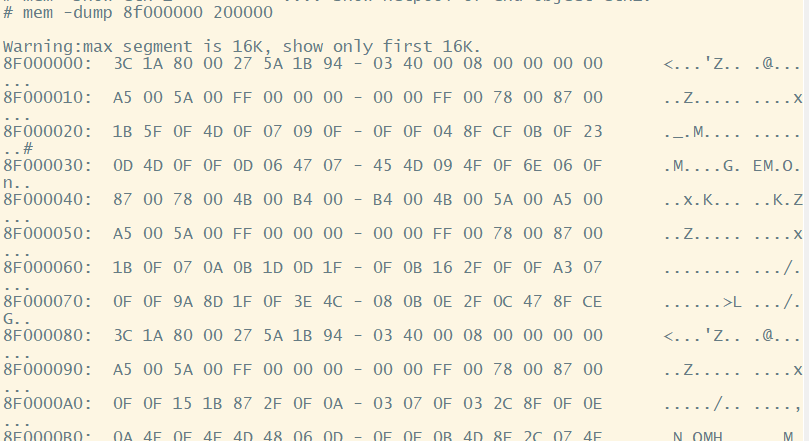 # mem -dump 8f000000 200000
Warning:max segment is 16K, show only first 16K.
8F000000:  3C 1A 80 00 27 5A 1B 94 - 03 40 00 08 00 00 00 00      <...'Z.. .@...
...
8F000010:  A5 00 5A 00 FF 00 00 00 - 00 00 FF 00 78 00 87 00      ..Z..... ....x
...
8F000020:  1B 5F 0F 4D 0F 07 09 0F - 0F 0F 04 8F CF 0B 0F 23      ._.M.... .....
..#
8F000030:  0D 4D 0F 0F 0D 06 47 07 - 45 4D 09 4F 0F 6E 06 0F      .M....G. EM.O.
n..
8F000040:  87 00 78 00 4B 00 B4 00 - B4 00 4B 00 5A 00 A5 00      ..x.K... ..K.Z
...
8F000050:  A5 00 5A 00 FF 00 00 00 - 00 00 FF 00 78 00 87 00      ..Z..... ....x
...
8F000060:  1B 0F 07 0A 0B 1D 0D 1F - 0F 0B 16 2F 0F 0F A3 07      ........ .../.
...
8F000070:  0F 0F 9A 8D 1F 0F 3E 4C - 08 0B 0E 2F 0C 47 8F CE      ......>L .../.
G..
8F000080:  3C 1A 80 00 27 5A 1B 94 - 03 40 00 08 00 00 00 00      <...'Z.. .@...
...
8F000090:  A5 00 5A 00 FF 00 00 00 - 00 00 FF 00 78 00 87 00      ..Z..... ....x
...
8F0000A0:  0F 0F 15 1B 87 2F 0F 0A - 03 07 0F 03 2C 8F 0F 0E      ...../.. ....,
...